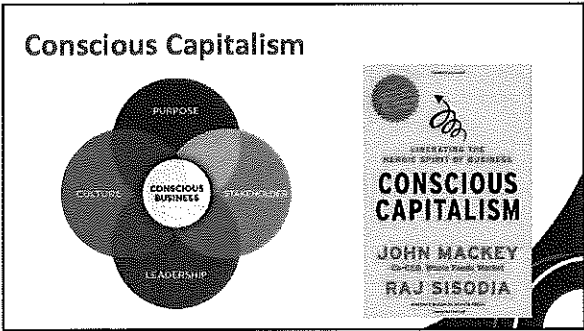 Conscious Capitalism
PURPOSE
CULTURE
CONSCIOUS
BUSINESS
STAKEHOLDER
LEADERSHIP
LIBERATING THE
HEROIC SPIRIT OF BUSINESS
CONSCIOUS
CAPITALISM
JOHN MACKEY
Co-CEO, Whole Foods Market
RAJ SISODIA